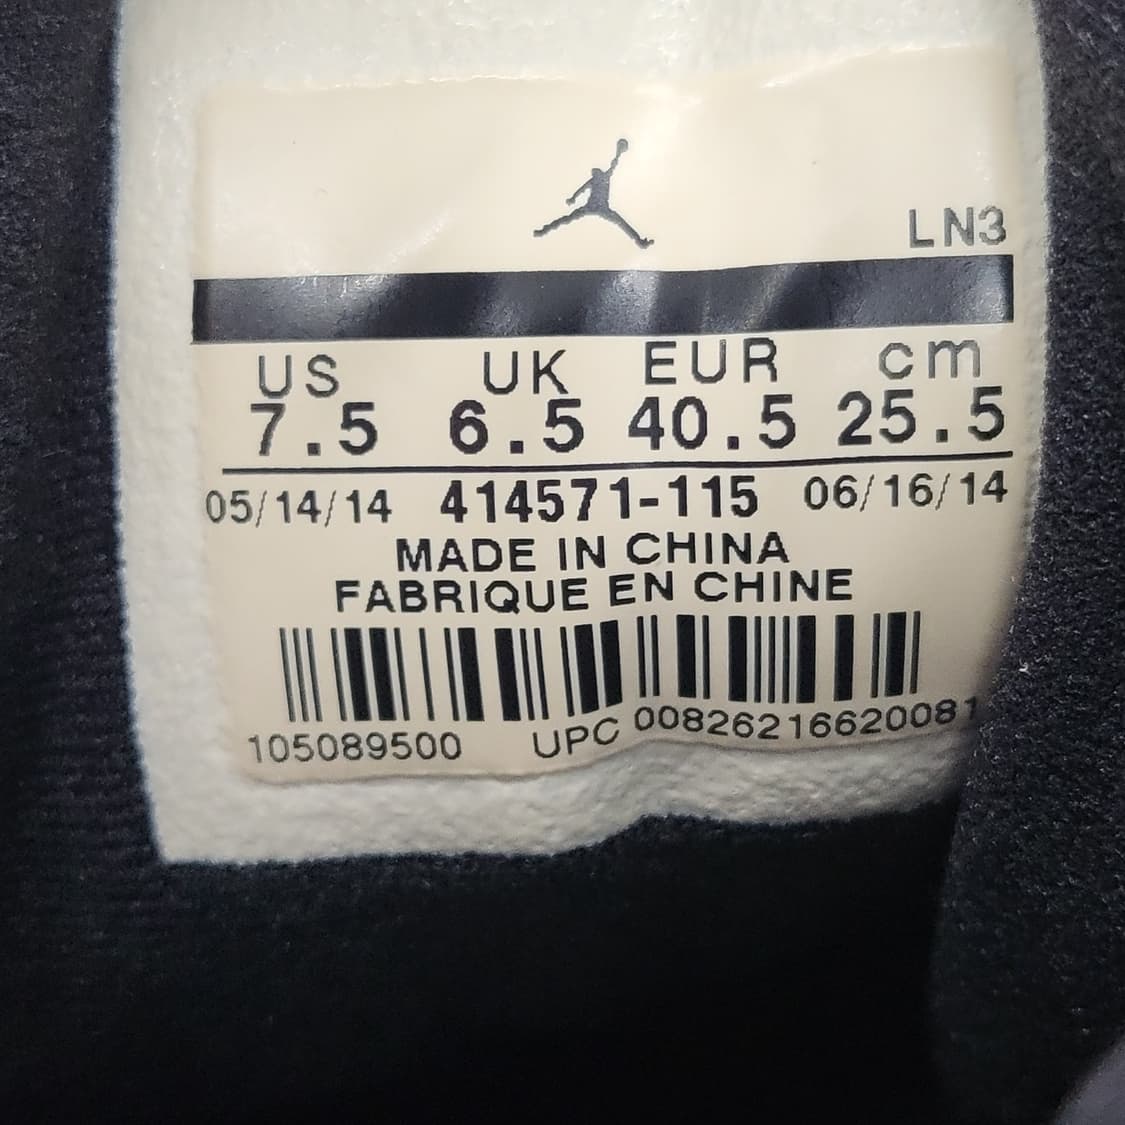 LN3
US UK EUR cm
7.5 6.5 40.5 25.5
05/14/14 414571-115 06/16/14
MADE IN CHINA
FABRIQUE EN CHINE
105089500 UPC 00826216620081